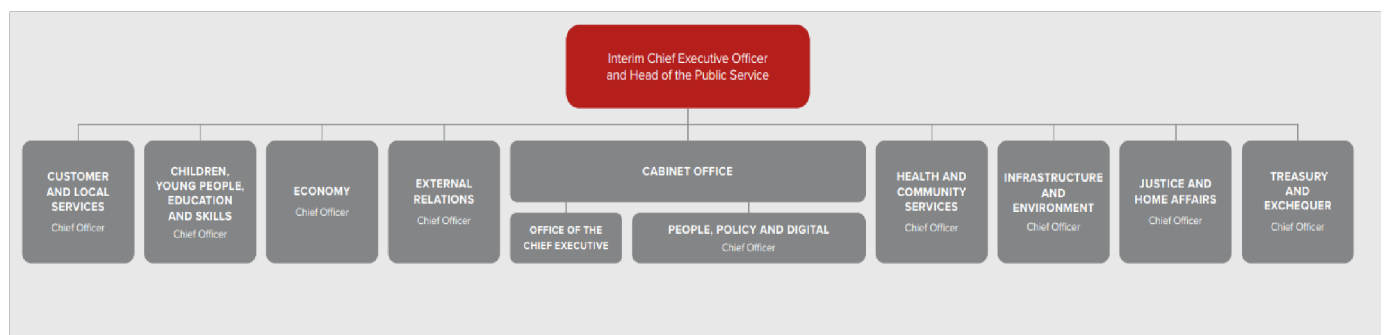 Interim Chief Executive Officer
and Head of the Public Service
CUSTOMER
AND LOCAL
SERVICES
Chief Officer
CHILDREN,
YOUNG PEOPLE,
EDUCATION
AND SKILLS
Chief Officer
ECONOMY
Chief Officer
EXTERNAL
RELATIONS
Chief Officer
CABINET OFFICE
OFFICE OF THE
CHIEF EXECUTIVE
PEOPLE, POLICY AND DIGITAL
Chief Officer
HEALTH AND
COMMUNITY
SERVICES
Chief Officer
INFRASTRUCTURE
AND
ENVIRONMENT
Chief Officer
JUSTICE AND
HOME AFFAIRS
Chief Officer
TREASURY
AND
EXCHEQUER
Chief Officer